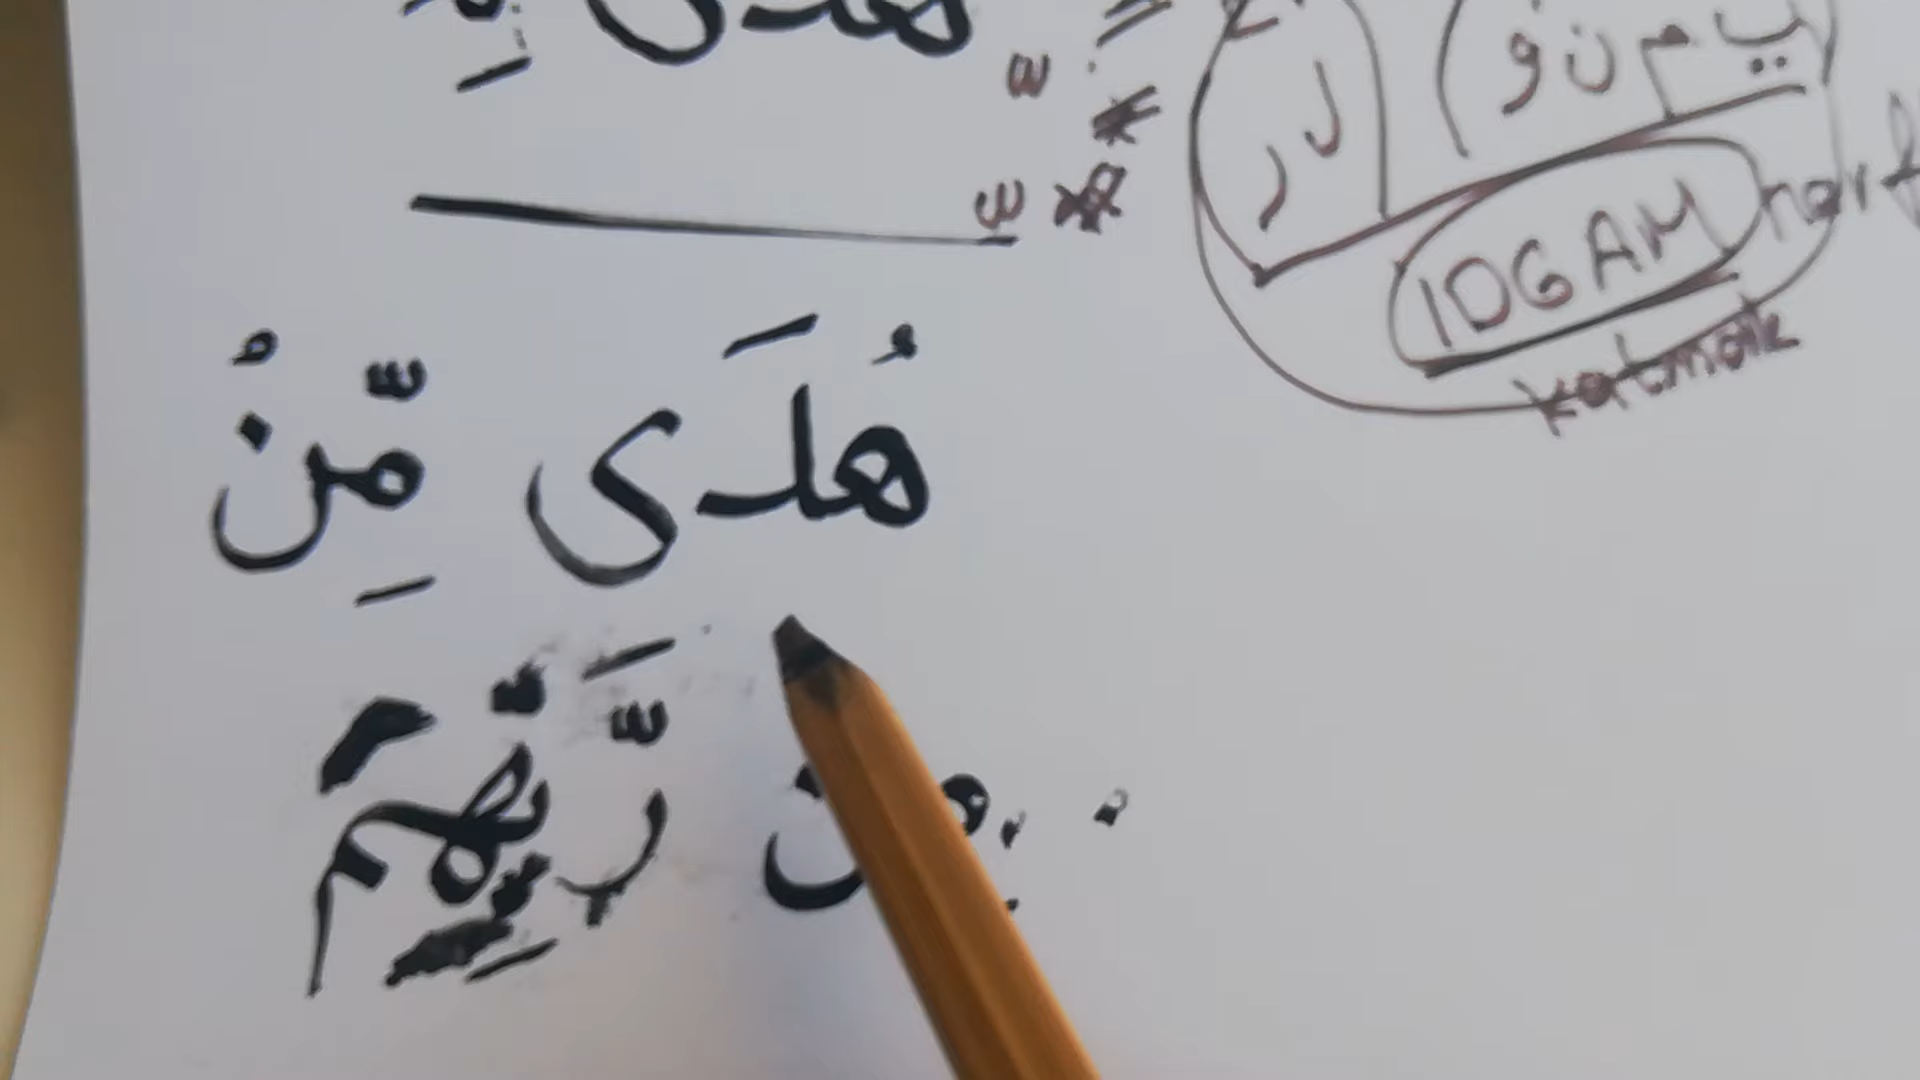 ي م ن و
ل ر
IDGAM harf
katmak
هُدَى مِّنْ
رَّبِّهِمْ